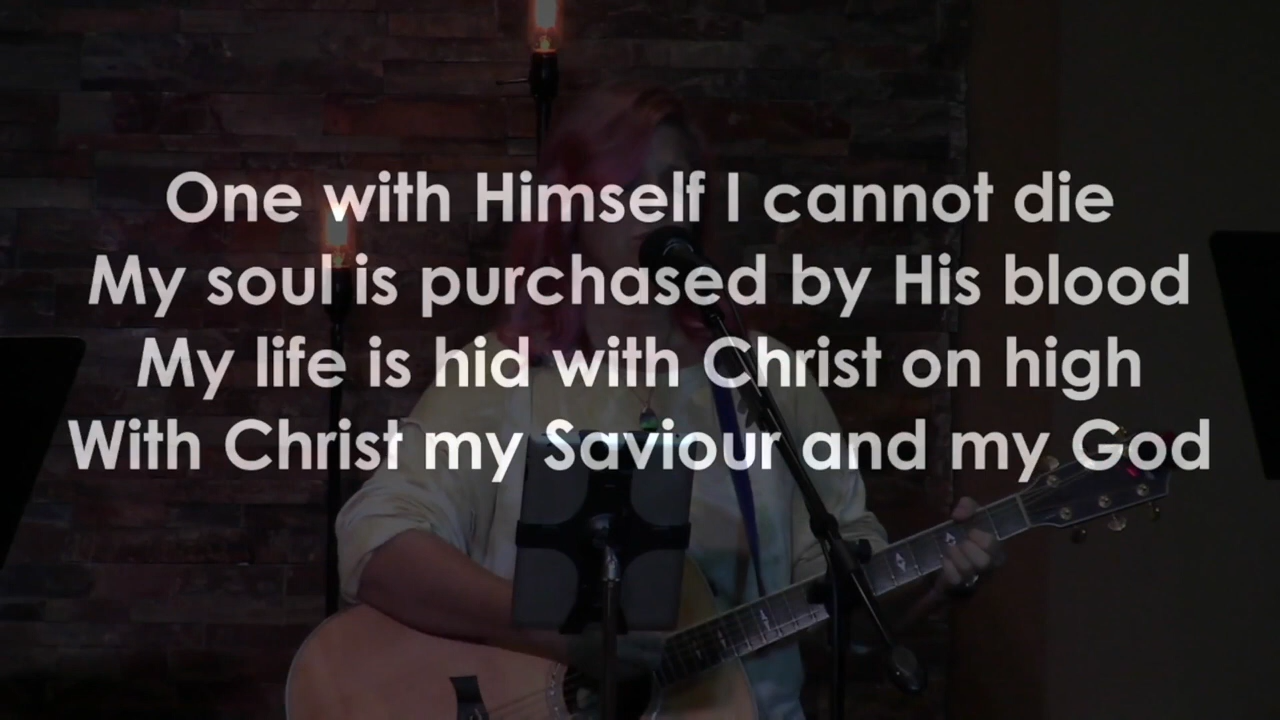 One with Himself I cannot die
My soul is purchased by His blood
My life is hid with Christ on high
With Christ my Saviour and my God